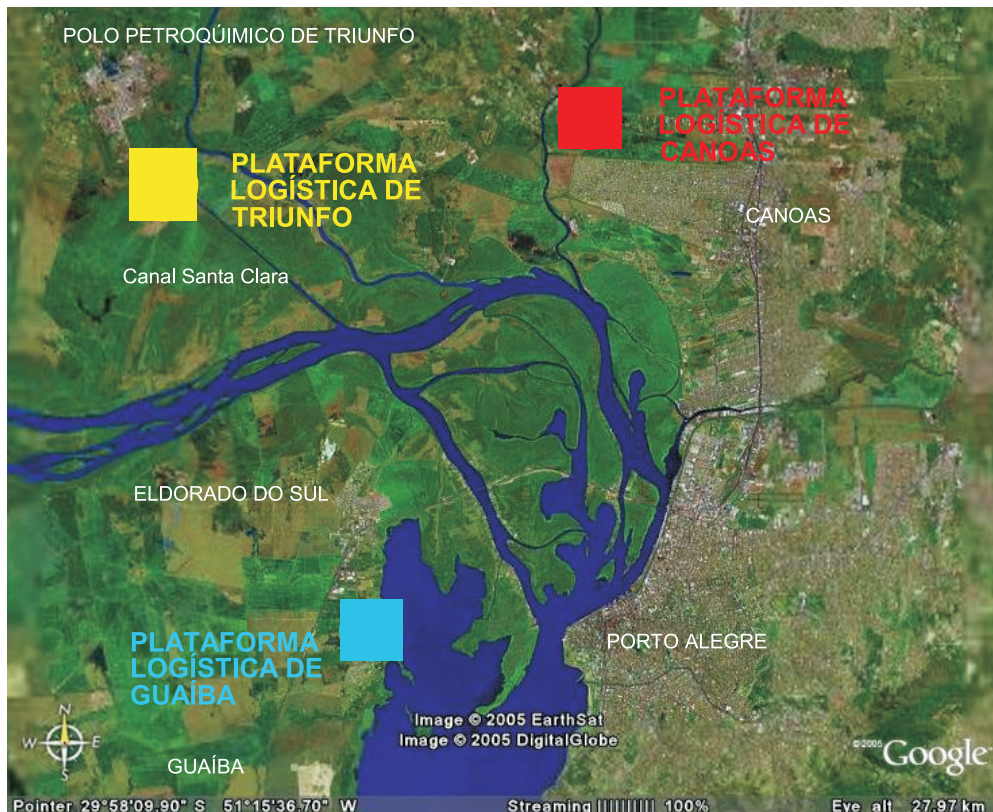 POLO PETROQÚIMICO DE TRIUNFO
PLATAFORMA
LOGÍSTICA DE
CANOAS
PLATAFORMA
LOGÍSTICA DE
TRIUNFO
CANOAS
Canal Santa Clara
ELDORADO DO SUL
PLATAFORMA
LOGÍSTICA DE
GUAÍBA
PORTO ALEGRE
N
W E
S
Image © 2005 EarthSat
Image © 2005 DigitalGlobe
© 2005 Google
GUAÍBA
Pointer 29°58'09.90" S 51°15'36.70" W Streaming |||||||||| 100% Eye alt 27.97 km